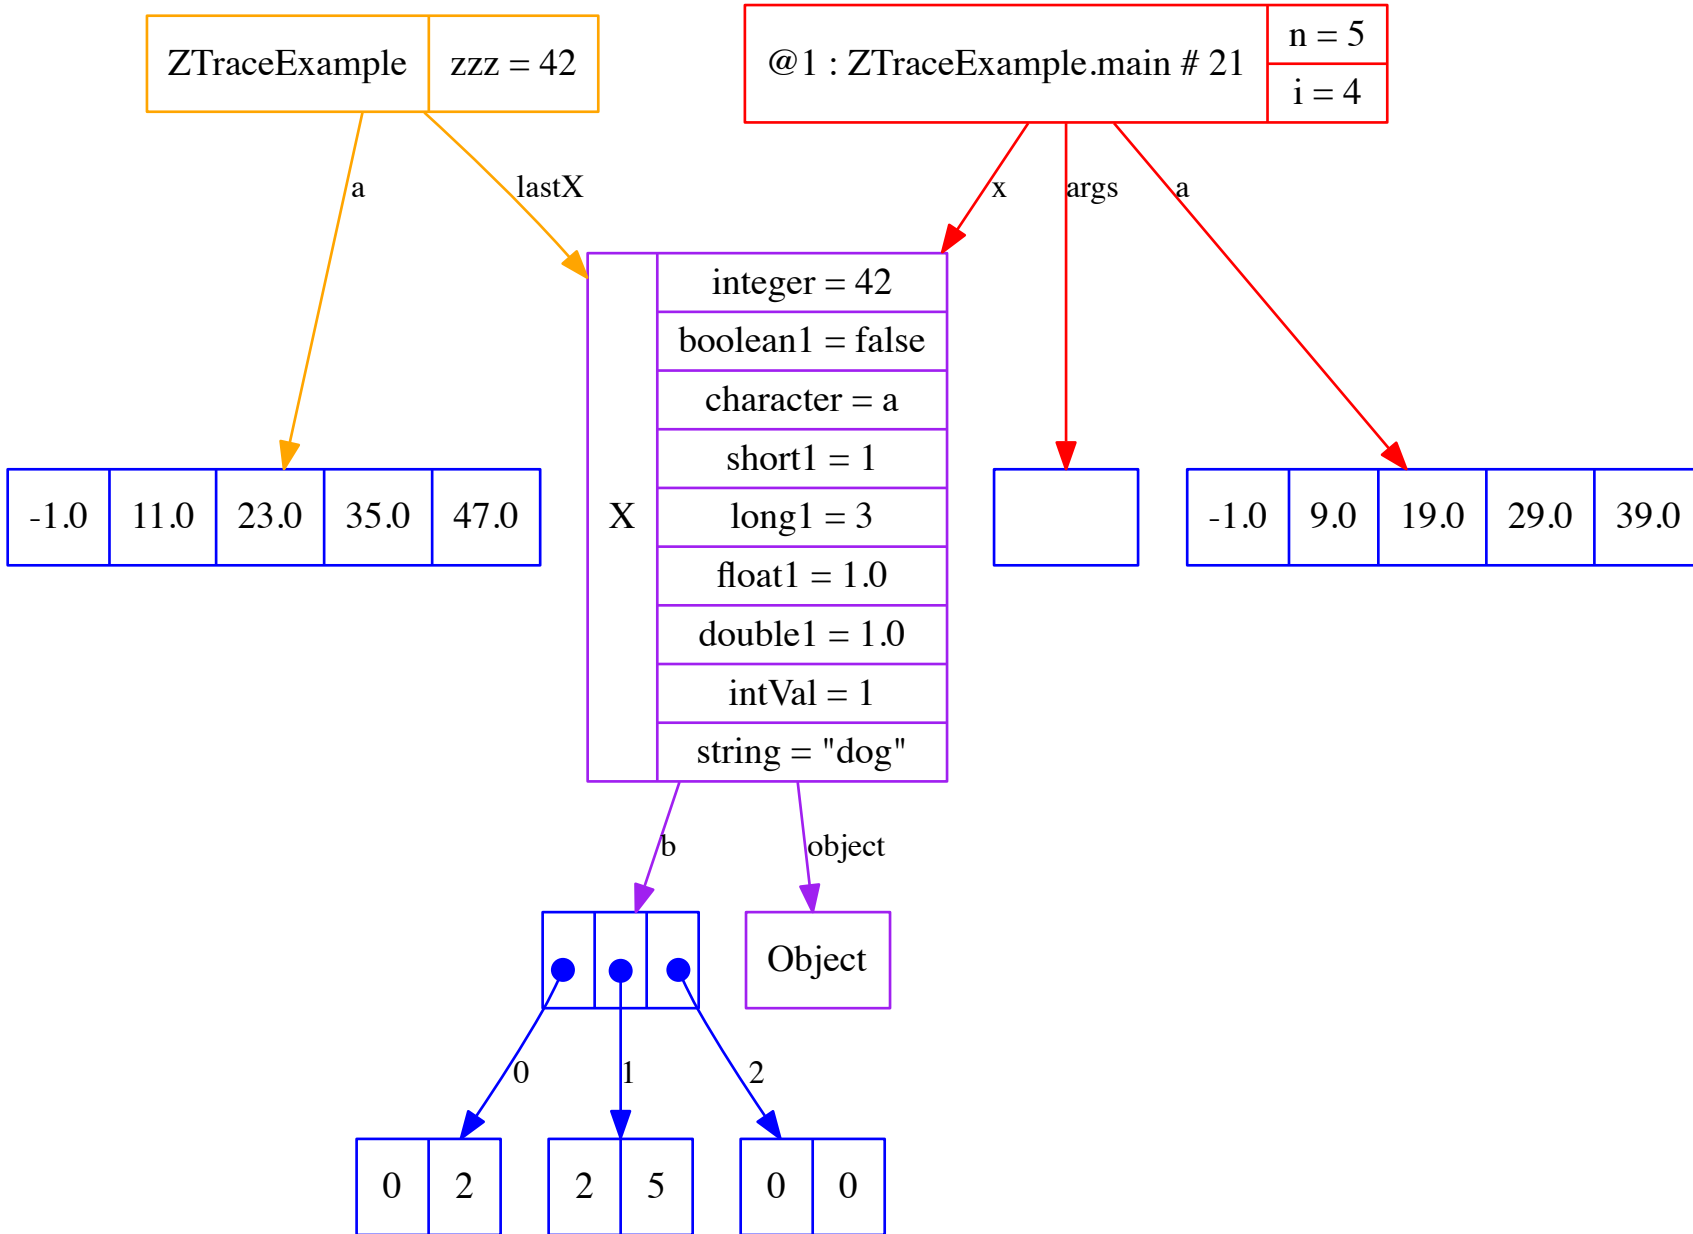 ZTraceExample
zzz = 42
@1 : ZTraceExample.main # 21
n = 5
i = 4
a
lastX
x
args
a
X
integer = 42
boolean1 = false
character = a
short1 = 1
long1 = 3
float1 = 1.0
double1 = 1.0
intVal = 1
string = "dog"
-1.0 11.0 23.0 35.0 47.0
-1.0 9.0 19.0 29.0 39.0
b
object
Object
0
1
2
0 2
2 5
0 0